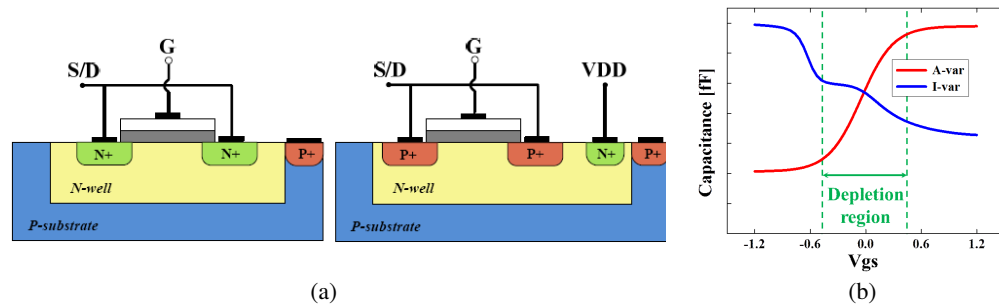 G
S/D
N+
N+
P+
N-well
P-substrate
G
S/D
VDD
P+
P+
N+
P+
N-well
P-substrate
(a)
Capacitance [fF]
A-var
I-var
Depletion
region
-1.2
-0.6
0.0
0.6
1.2
Vgs
(b)